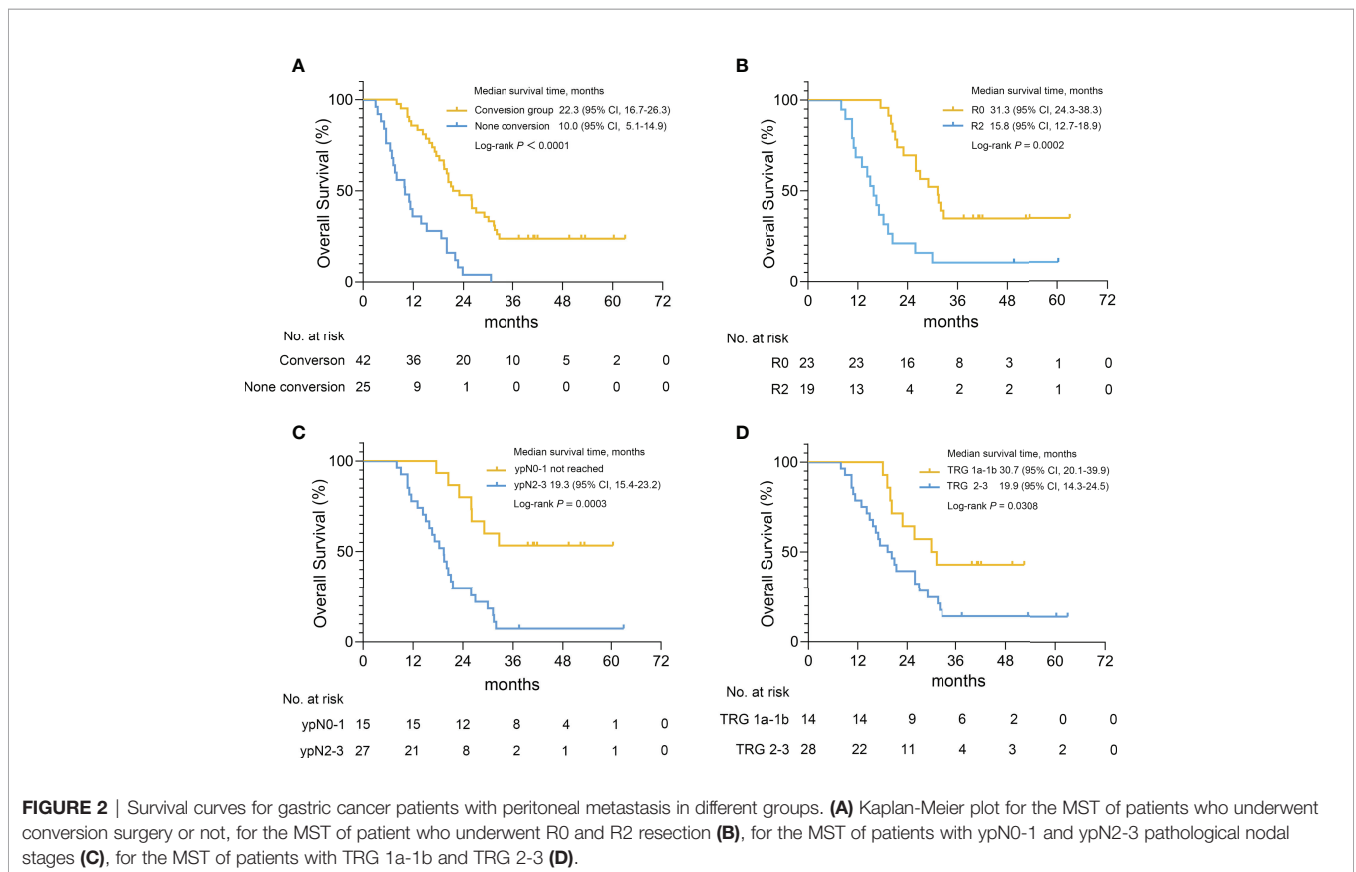 A
Median survival time, months
Conversion group 22.3 (95% CI, 16.7-26.3)
None conversion 10.0 (95% CI, 5.1-14.9)
Log-rank P < 0.0001
Overall Survival (%)
100
50
0
0 12 24 36 48 60 72
months
No. at risk
Converson 42 36 20 10 5 2 0
None conversion 25 9 1 0 0 0 0
B
Median survival time, months
R0 31.3 (95% CI, 24.3-38.3)
R2 15.8 (95% CI, 12.7-18.9)
Log-rank P = 0.0002
Overall Survival (%)
100
50
0
0 12 24 36 48 60 72
months
No. at risk
R0 23 23 16 8 3 1 0
R2 19 13 4 2 2 1 0
C
Median survival time, months
ypN0-1 not reached
ypN2-3 19.3 (95% CI, 15.4-23.2)
Log-rank P = 0.0003
Overall Survival (%)
100
50
0
0 12 24 36 48 60 72
months
No. at risk
ypN0-1 15 15 12 8 4 1 0
ypN2-3 27 21 8 2 1 1 0
D
Median survival time, months
TRG 1a-1b 30.7 (95% CI, 20.1-39.9)
TRG 2-3 19.9 (95% CI, 14.3-24.5)
Log-rank P = 0.0308
Overall Survival (%)
100
50
0
0 12 24 36 48 60 72
months
No. at risk
TRG 1a-1b 14 14 9 6 2 0 0
TRG 2-3 28 22 11 4 3 2 0
FIGURE 2 | Survival curves for gastric cancer patients with peritoneal metastasis in different groups. (A) Kaplan-Meier plot for the MST of patients who underwent
conversion surgery or not, for the MST of patient who underwent R0 and R2 resection (B), for the MST of patients with ypN0-1 and ypN2-3 pathological nodal
stages (C), for the MST of patients with TRG 1a-1b and TRG 2-3 (D).